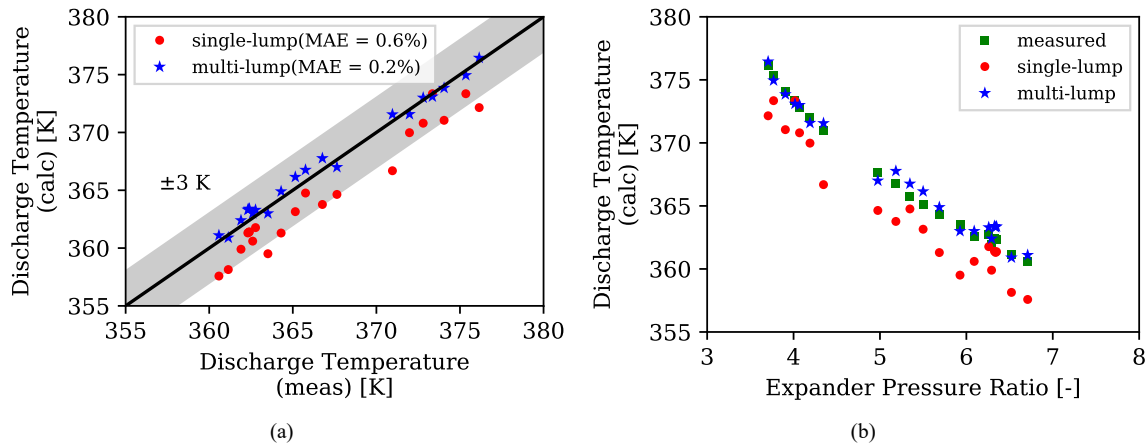 380
375
370
365
360
355
Discharge Temperature
(calc) [K]
single-lump(MAE = 0.6%)
multi-lump(MAE = 0.2%)
±3 K
355
360
365
370
375
380
Discharge Temperature
(meas) [K]
(a)
380
375
370
365
360
355
Discharge Temperature
(calc) [K]
measured
single-lump
multi-lump
3
4
5
6
7
8
Expander Pressure Ratio [-]
(b)